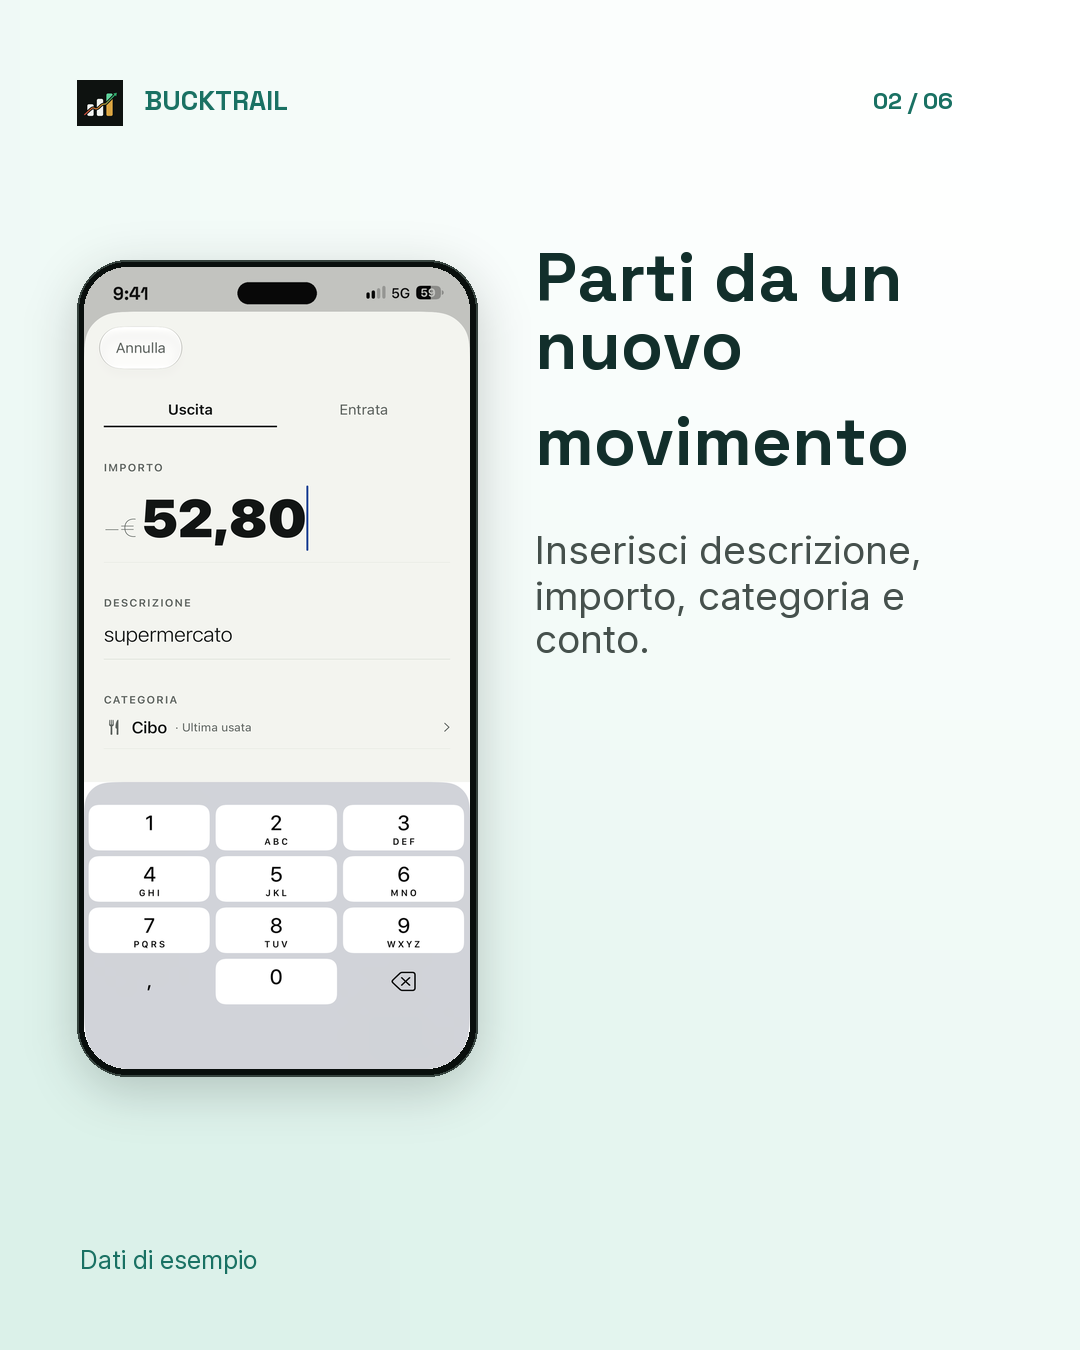 BUCKTRAIL
02 / 06
Parti da un
nuovo
movimento
Inserisci descrizione,
importo, categoria e
conto.
9:41
5G 59
Annulla
Uscita Entrata
IMPORTO
–€ 52,80
DESCRIZIONE
supermercato
CATEGORIA
Cibo · Ultima usata
1 2 3
ABC DEF
4 5 6
GHI JKL MNO
7 8 9
PQRS TUV WXYZ
, 0
Dati di esempio